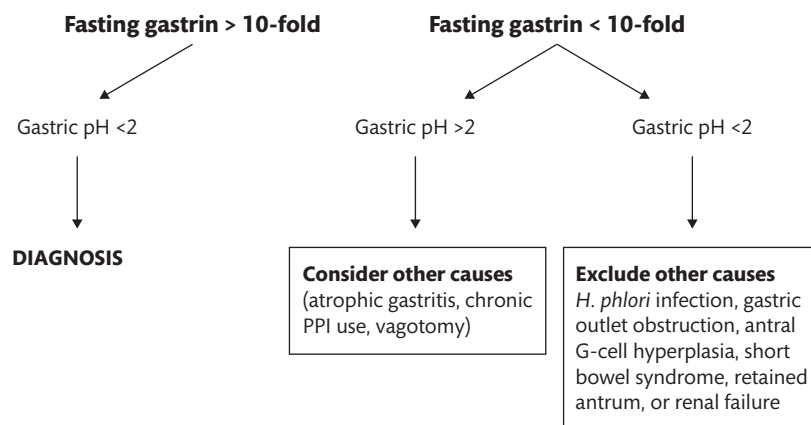 Fasting gastrin > 10-fold
Fasting gastrin < 10-fold
Gastric pH <2
Gastric pH >2
Gastric pH <2
DIAGNOSIS
Consider other causes
(atrophic gastritis, chronic
PPI use, vagotomy)
Exclude other causes
H. phlori infection, gastric
outlet obstruction, antral
G-cell hyperplasia, short
bowel syndrome, retained
antrum, or renal failure